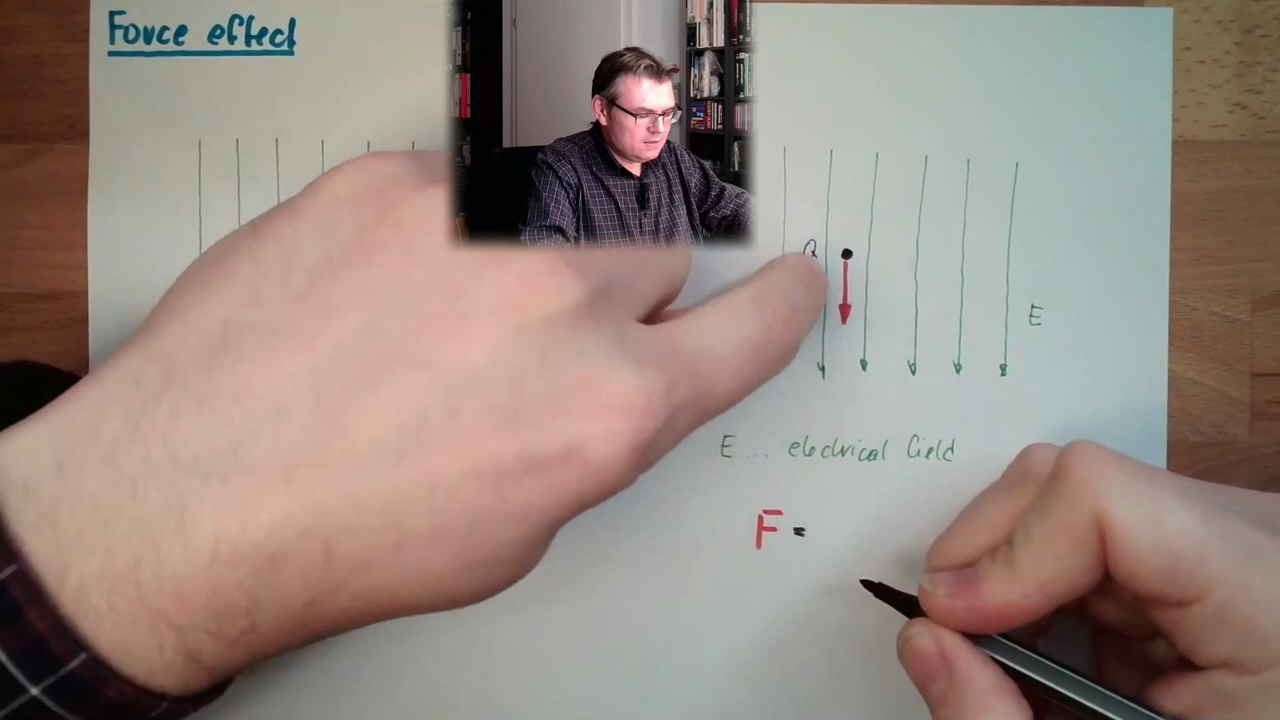 Force effect
Q
E
E ... electrical field
F =